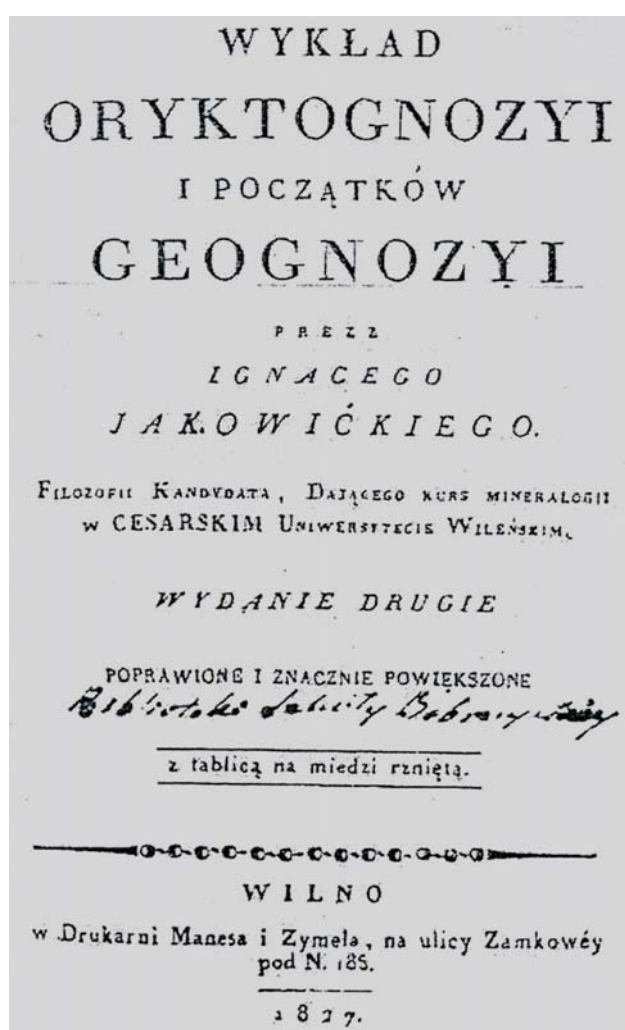 WYKŁAD
ORYKTOGNOZYI
I POCZĄTKÓW
GEOGNOZYI
PRZEZ
IGNACEGO
JAKOWIĆKIEGO.
FILOZOFII KANDYDATA, DAJĄCEGO KURS MINERALOGII
W CESARSKIM UNIWERSYTECIE WILEŃSKIM.
WYDANIE DRUGIE
POPRAWIONE I ZNACZNIE POWIĘKSZONE
Biblioteki
z tablicą na miedzi rzniętą.
WILNO
w Drukarni Manesa i Zymela, na ulicy Zamkowéy
pod N. 185.
1827.